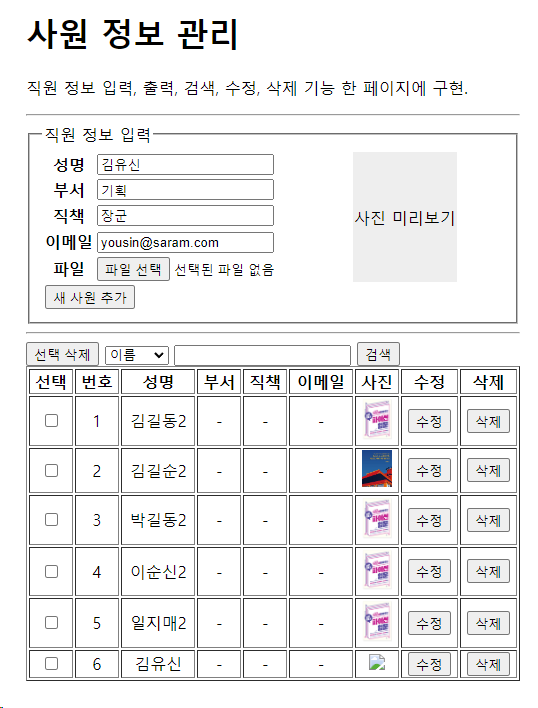 사원 정보 관리
직원 정보 입력, 출력, 검색, 수정, 삭제 기능 한 페이지에 구현.
직원 정보 입력
성명 김유신
부서 기획
직책 장군
이메일 yousin@saram.com
파일 파일 선택 선택된 파일 없음
사진 미리보기
새 사원 추가
선택 삭제 이름 검색
선택 번호 성명 부서 직책 이메일 사진 수정 삭제
1 김길동2 - - - 수정 삭제
2 김길순2 - - - 수정 삭제
3 박길동2 - - - 수정 삭제
4 이순신2 - - - 수정 삭제
5 일지매2 - - - 수정 삭제
6 김유신 - - - 수정 삭제